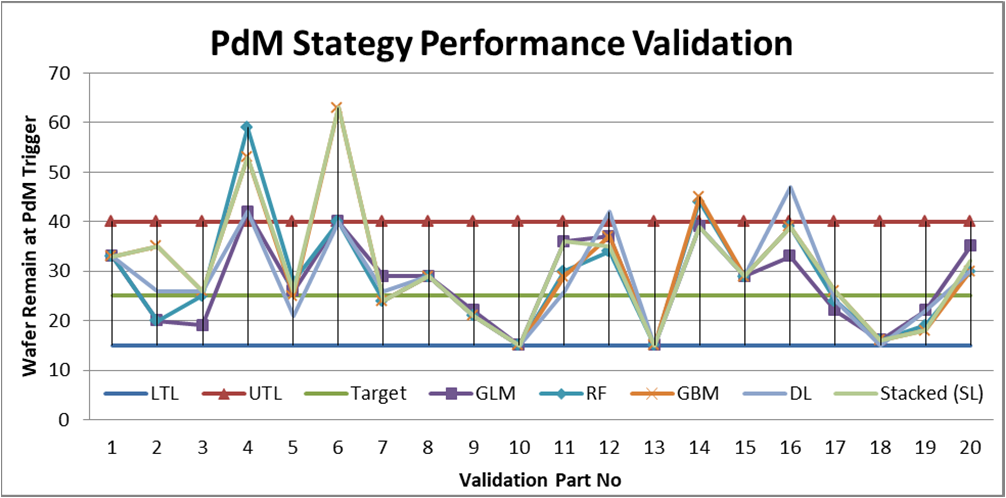 PdM Stategy Performance Validation
Wafer Remain at PdM Trigger
70
60
50
40
30
20
10
0
LTL UTL Target GLM RF GBM DL Stacked (SL)
1 2 3 4 5 6 7 8 9 10 11 12 13 14 15 16 17 18 19 20
Validation Part No